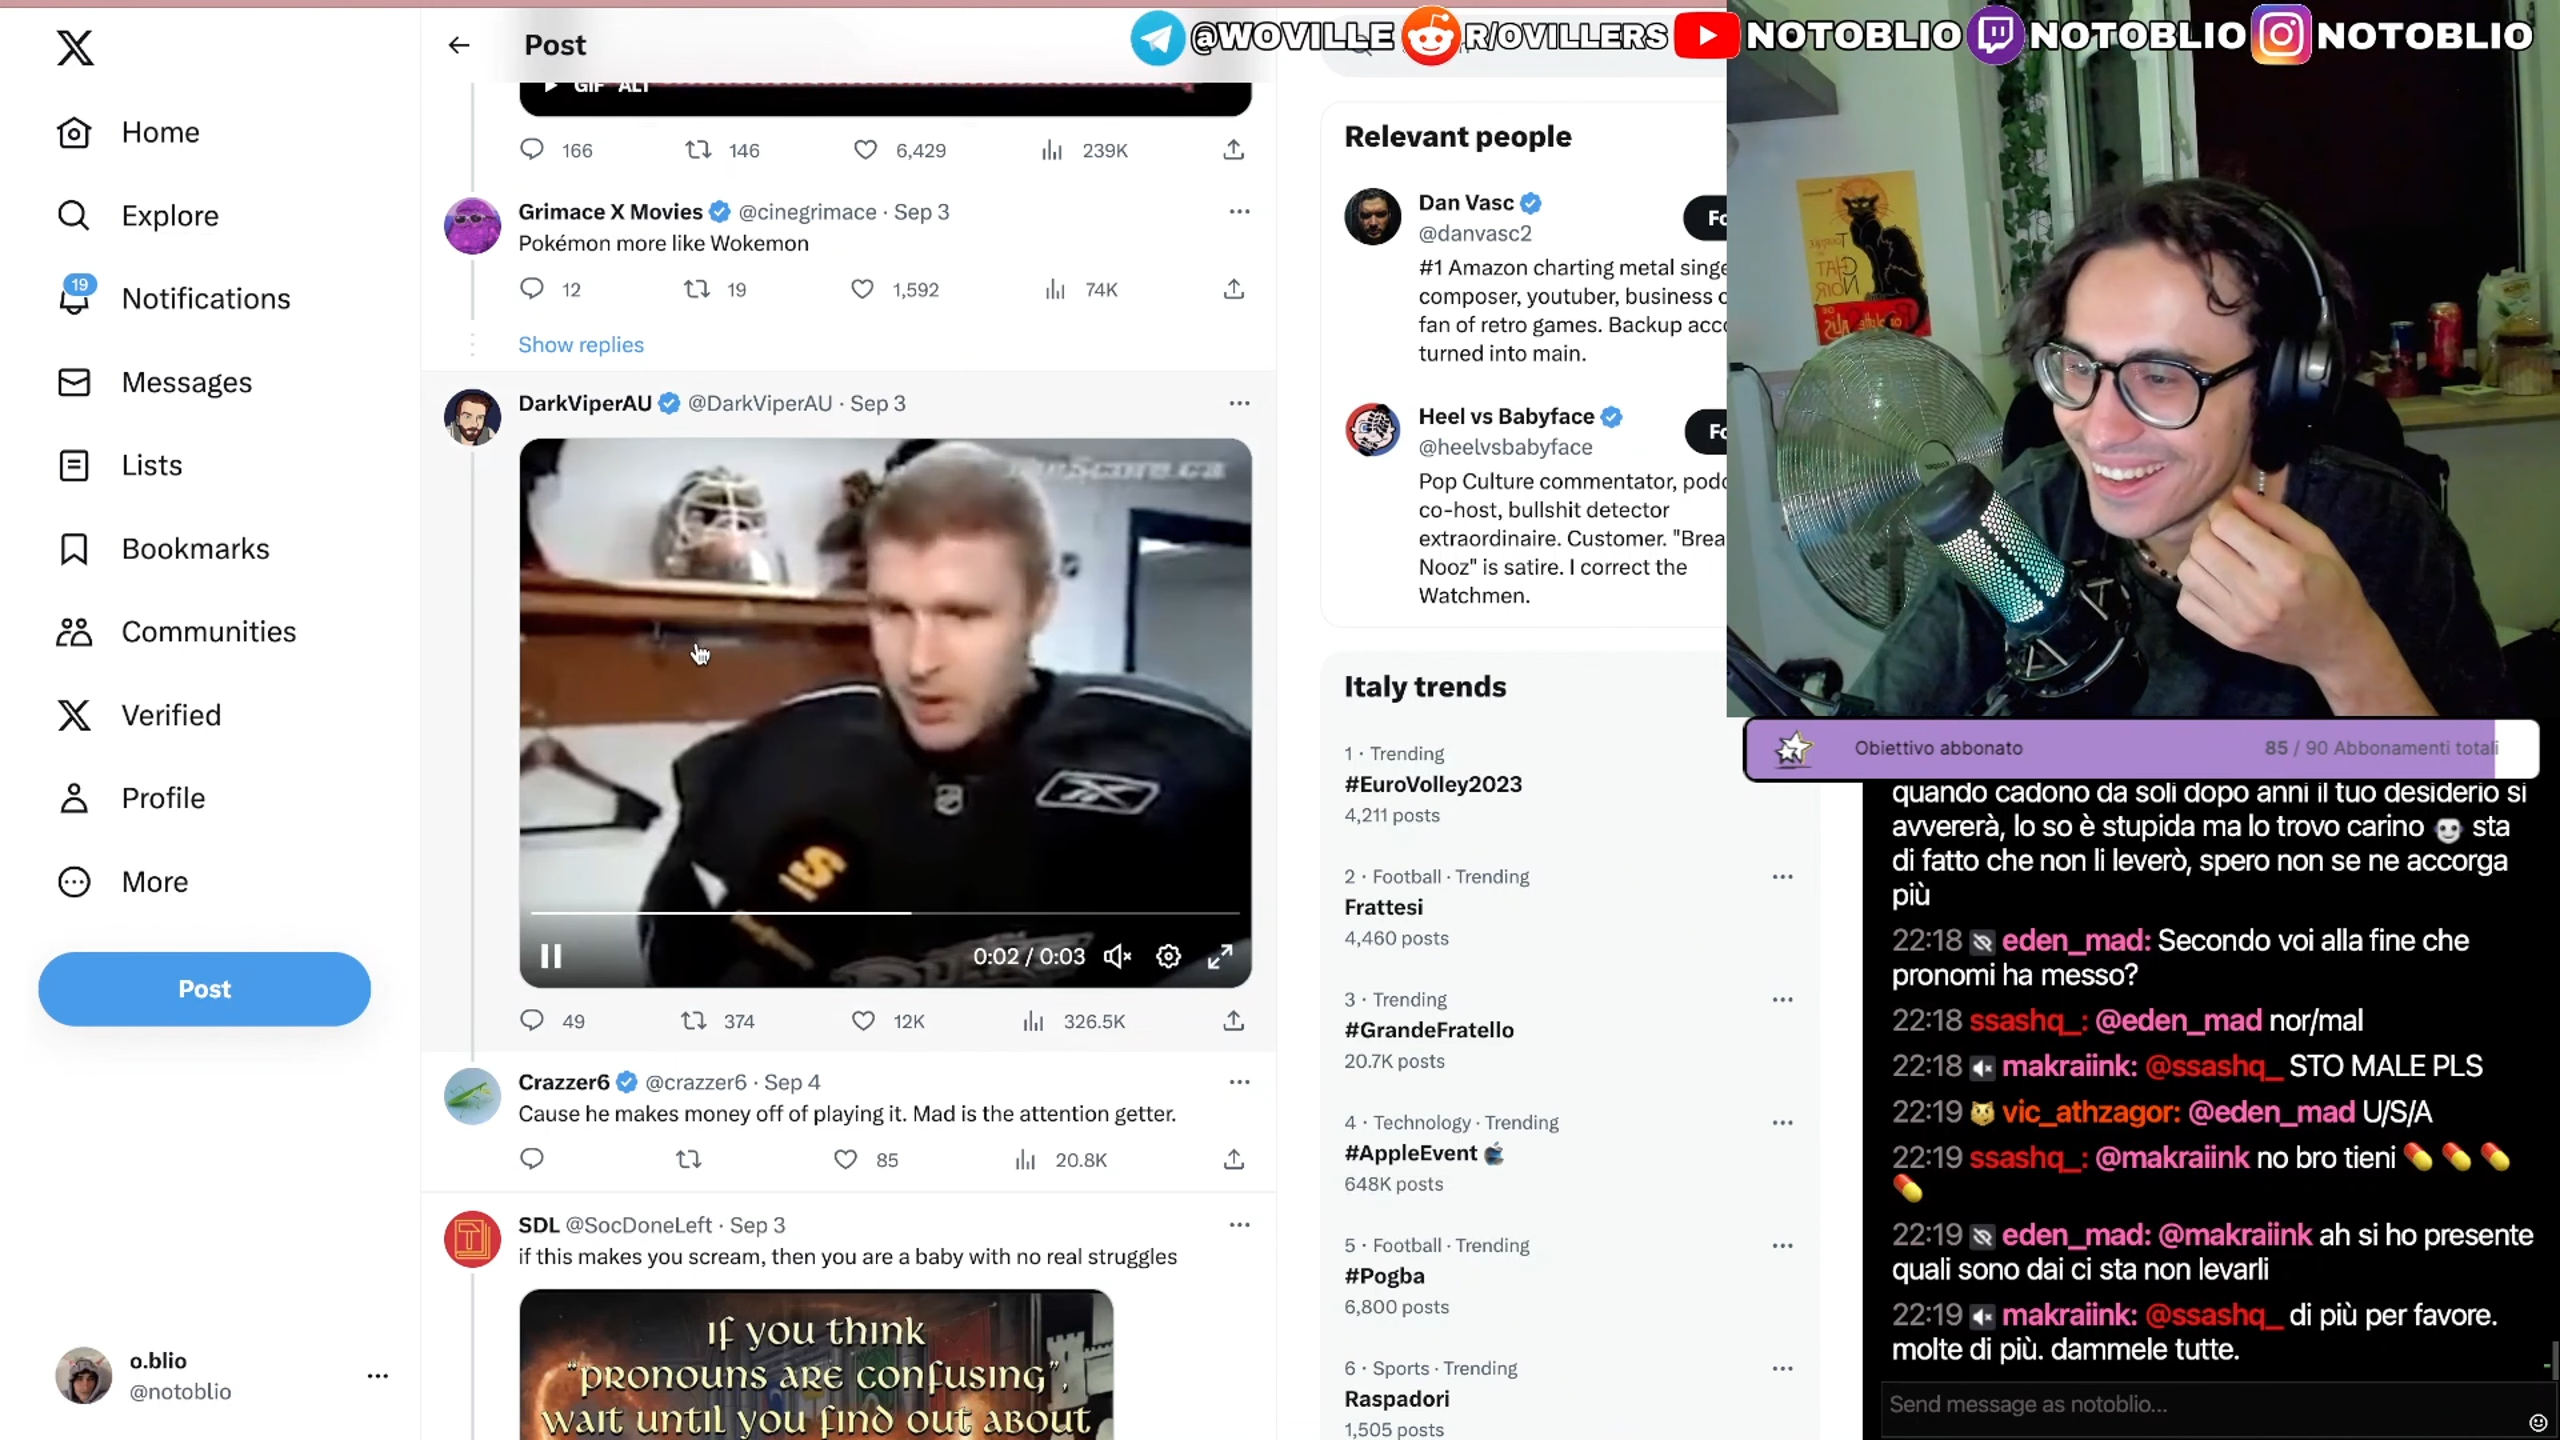 @WOVILLE R/OVILLERS NOTOBLIO NOTOBLIO NOTOBLIO
Post
Home
Explore
19
Notifications
Messages
Lists
Bookmarks
Communities
Verified
Profile
More
Post
o.blio
@notoblio
GIF ALT
166 146 6,429 239K
Grimace X Movies @cinegrimace · Sep 3
Pokémon more like Wokemon
12 19 1,592 74K
Show replies
DarkViperAU @DarkViperAU · Sep 3
0:02 / 0:03
49 374 12K 326.5K
Crazzer6 @crazzer6 · Sep 4
Cause he makes money off of playing it. Mad is the attention getter.
85 20.8K
SDL @SocDoneLeft · Sep 3
if this makes you scream, then you are a baby with no real struggles
If you think
"pronouns are confusing",
wait until you find out about
Relevant people
Dan Vasc
@danvasc2
Fo
#1 Amazon charting metal singe
composer, youtuber, business o
fan of retro games. Backup acco
turned into main.
Heel vs Babyface
@heelvsbabyface
Fo
Pop Culture commentator, podc
co-host, bullshit detector
extraordinaire. Customer. "Brea
Nooz" is satire. I correct the
Watchmen.
Italy trends
1 · Trending
#EuroVolley2023
4,211 posts
2 · Football · Trending
Frattesi
4,460 posts
3 · Trending
#GrandeFratello
20.7K posts
4 · Technology · Trending
#AppleEvent
648K posts
5 · Football · Trending
#Pogba
6,800 posts
6 · Sports · Trending
Raspadori
1,505 posts
Obiettivo abbonato 85 / 90 Abbonamenti totali
quando cadono da soli dopo anni il tuo desiderio si
avvererà, lo so è stupida ma lo trovo carino sta
di fatto che non li leverò, spero non se ne accorga
più
22:18 eden_mad: Secondo voi alla fine che
pronomi ha messo?
22:18 ssashq_: @eden_mad nor/mal
22:18 makraiink: @ssashq_ STO MALE PLS
22:19 vic_athzagor: @eden_mad U/S/A
22:19 ssashq_: @makraiink no bro tieni 💊 💊 💊
💊
22:19 eden_mad: @makraiink ah si ho presente
quali sono dai ci sta non levarli
22:19 makraiink: @ssashq_ di più per favore.
molte di più. dammele tutte.
Send message as notoblio...